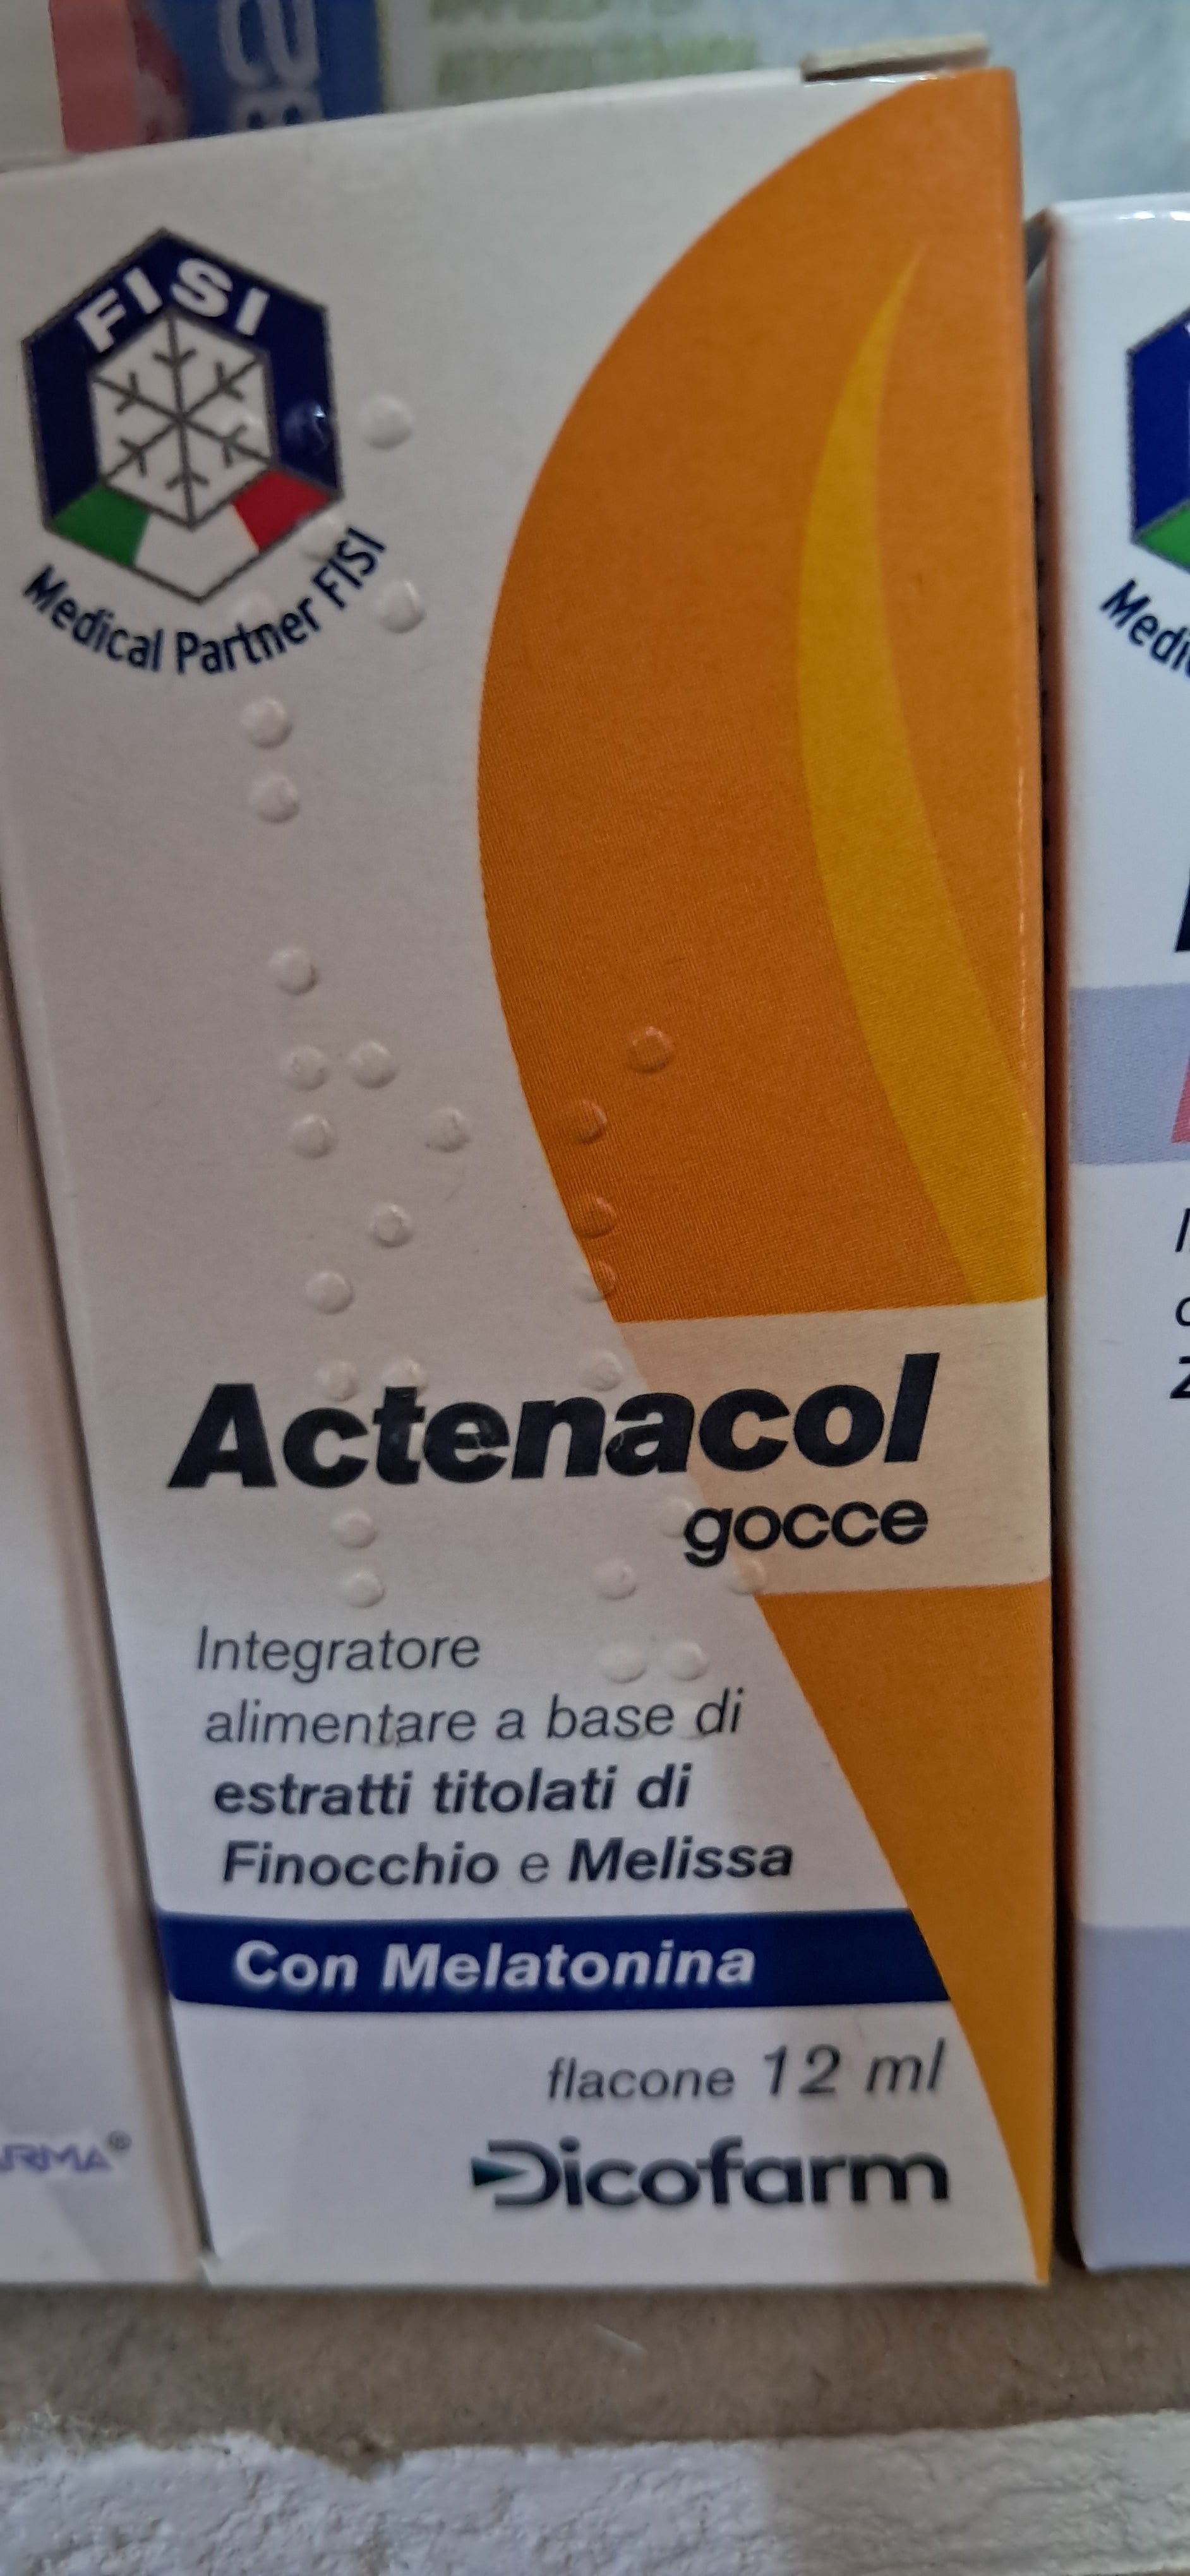 FISI
Medical Partner FISI
Actenacol
gocce
Integratore
alimentare a base di
estratti titolati di
Finocchio e Melissa
Con Melatonina
flacone 12 ml
Dicofarm